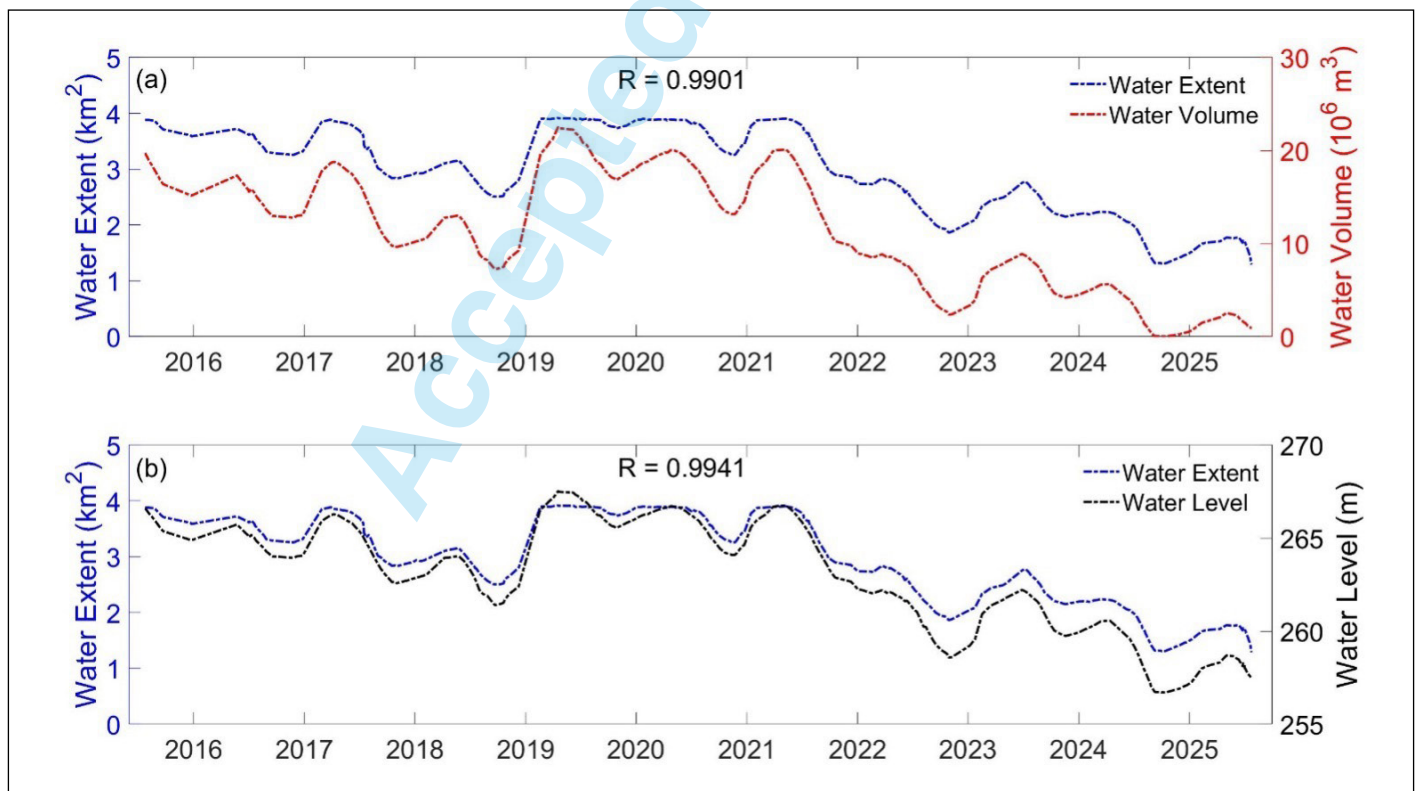 Accepted
(a)
R = 0.9901
Water Extent
Water Volume
Water Extent (km²)
5
4
3
2
1
0
Water Volume (10⁶ m³)
30
20
10
0
2016 2017 2018 2019 2020 2021 2022 2023 2024 2025
(b)
R = 0.9941
Water Extent
Water Level
Water Extent (km²)
5
4
3
2
1
0
Water Level (m)
270
265
260
255
2016 2017 2018 2019 2020 2021 2022 2023 2024 2025